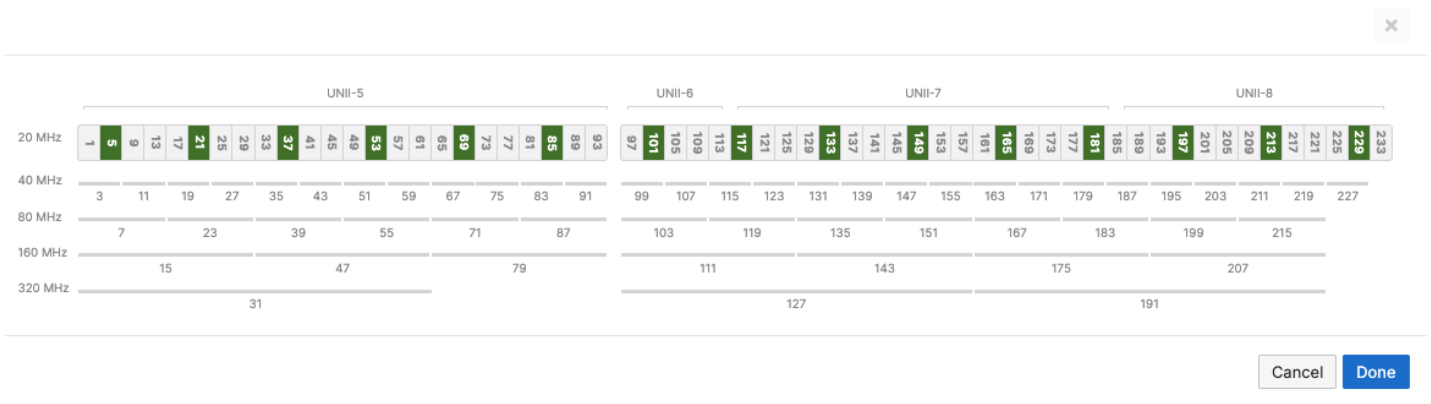 ×
UNII-5 UNII-6 UNII-7 UNII-8
20 MHz 1 5 9 13 17 21 25 29 33 37 41 45 49 53 57 61 65 69 73 77 81 85 89 93 97 101 105 109 113 117 121 125 129 133 137 141 145 149 153 157 161 165 169 173 177 181 185 189 193 197 201 205 209 213 217 221 225 229 233
40 MHz
3 11 19 27 35 43 51 59 67 75 83 91 99 107 115 123 131 139 147 155 163 171 179 187 195 203 211 219 227
80 MHz
7 23 39 55 71 87 103 119 135 151 167 183 199 215
160 MHz
15 47 79 111 143 175 207
320 MHz
31 127 191
Cancel Done